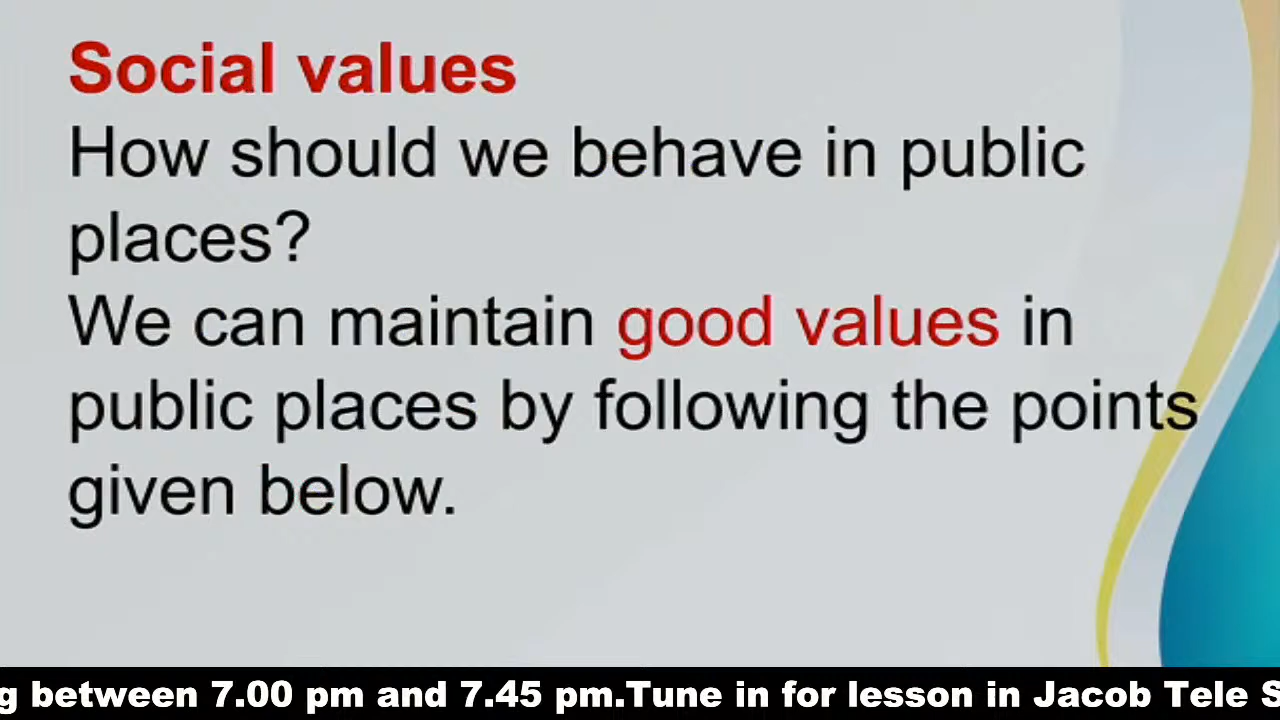 Social values
How should we behave in public
places?
We can maintain good values in
public places by following the points
given below.
between 7.00 pm and 7.45 pm.Tune in for lesson in Jacob Tele